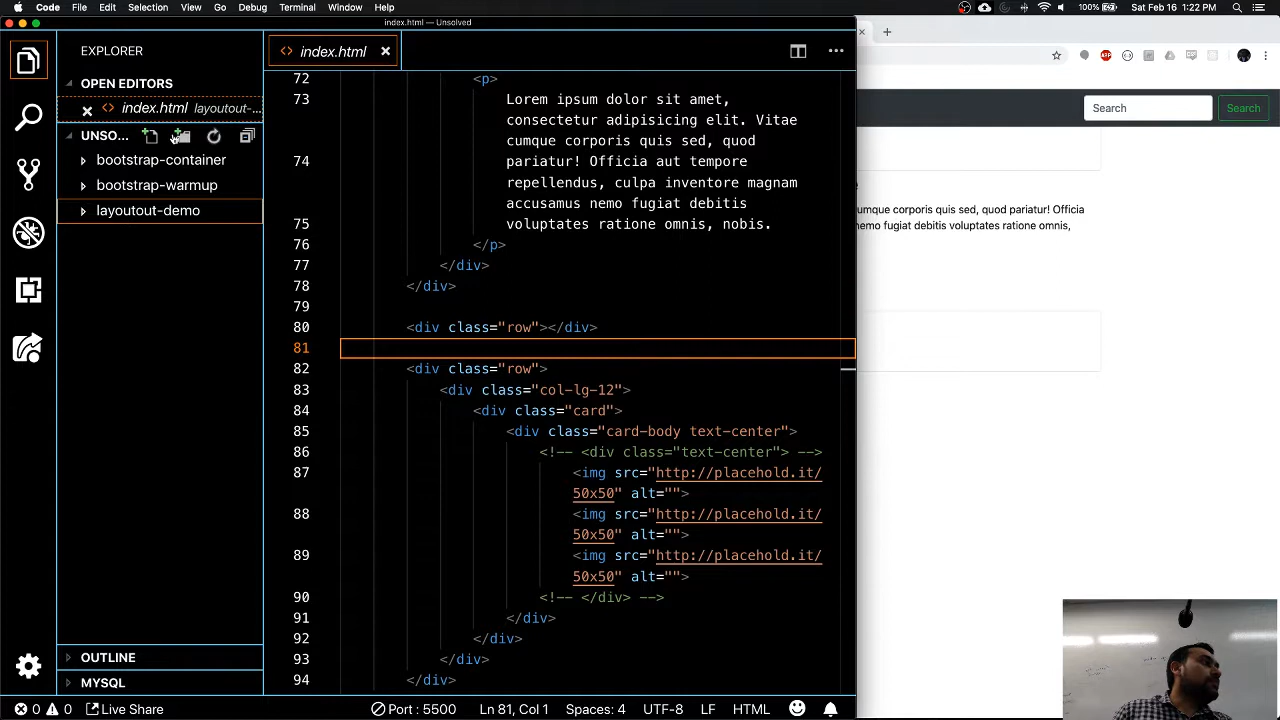 Code File Edit Selection View Go Debug Terminal Window Help
100% Sat Feb 16 1:22 PM
index.html — Unsolved
EXPLORER
OPEN EDITORS
index.html layoutout-...
UNSO...
bootstrap-container
bootstrap-warmup
layoutout-demo
OUTLINE
MYSQL
index.html
72 <p>
73 Lorem ipsum dolor sit amet,
consectetur adipisicing elit. Vitae
cumque corporis quis sed, quod
74 pariatur! Officia aut tempore
repellendus, culpa inventore magnam
accusamus nemo fugiat debitis
75 voluptates ratione omnis, nobis.
76 </p>
77 </div>
78 </div>
79
80 <div class="row"></div>
81
82 <div class="row">
83 <div class="col-lg-12">
84 <div class="card">
85 <div class="card-body text-center">
86 <!-- <div class="text-center"> -->
87 <img src="http://placehold.it/
50x50" alt="">
88 <img src="http://placehold.it/
50x50" alt="">
89 <img src="http://placehold.it/
50x50" alt="">
90 <!-- </div> -->
91 </div>
92 </div>
93 </div>
94 </div>
0 0 Live Share Port : 5500 Ln 81, Col 1 Spaces: 4 UTF-8 LF HTML
ABP
Search Search
umque corporis quis sed, quod pariatur! Officia
nemo fugiat debitis voluptates ratione omnis,